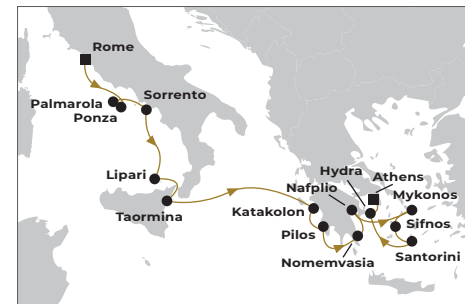 Rome
Palmarola
Ponza
Sorrento
Lipari
Taormina
Katakolon
Pilos
Nomemvasia
Nafplio
Hydra
Athens
Mykonos
Sifnos
Santorini